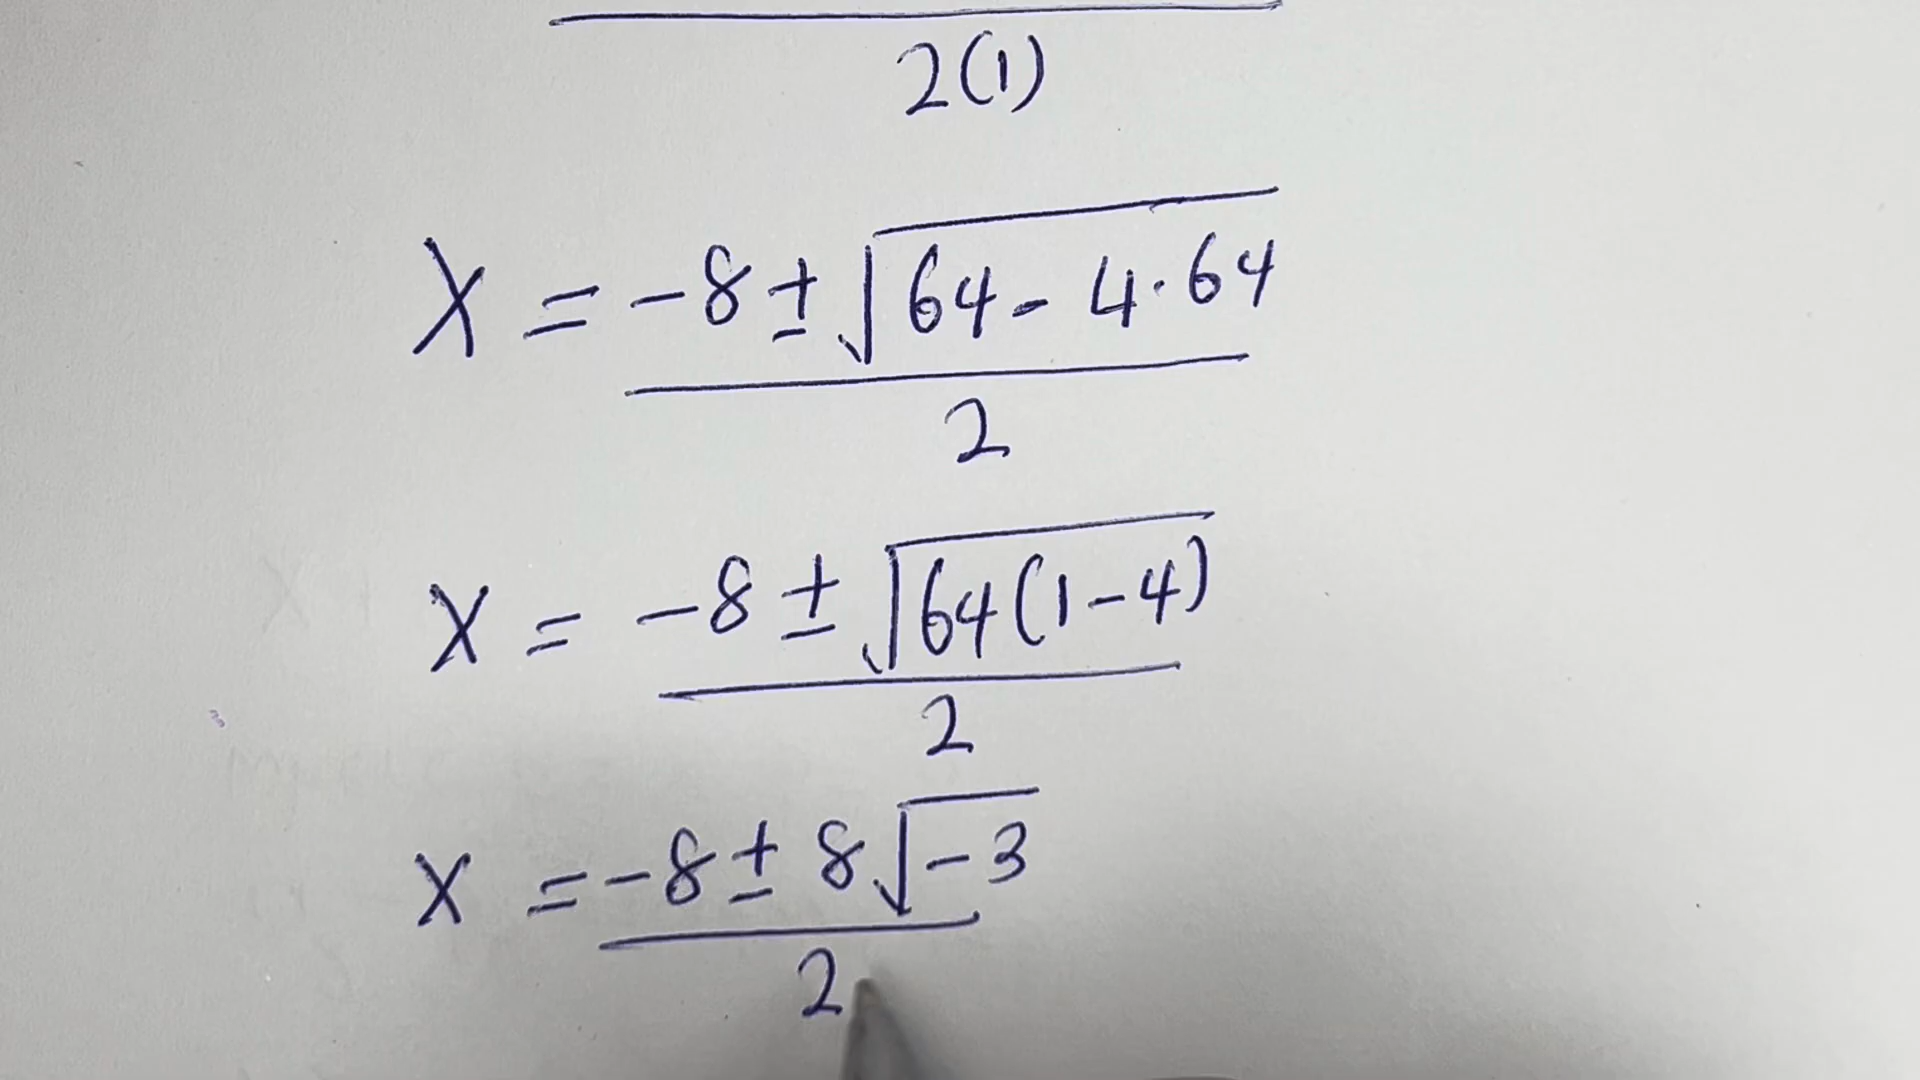 2(1)
X = -8 ± √64 - 4·64
2
X = -8 ± √64(1-4)
2
X = -8 ± 8√-3
2